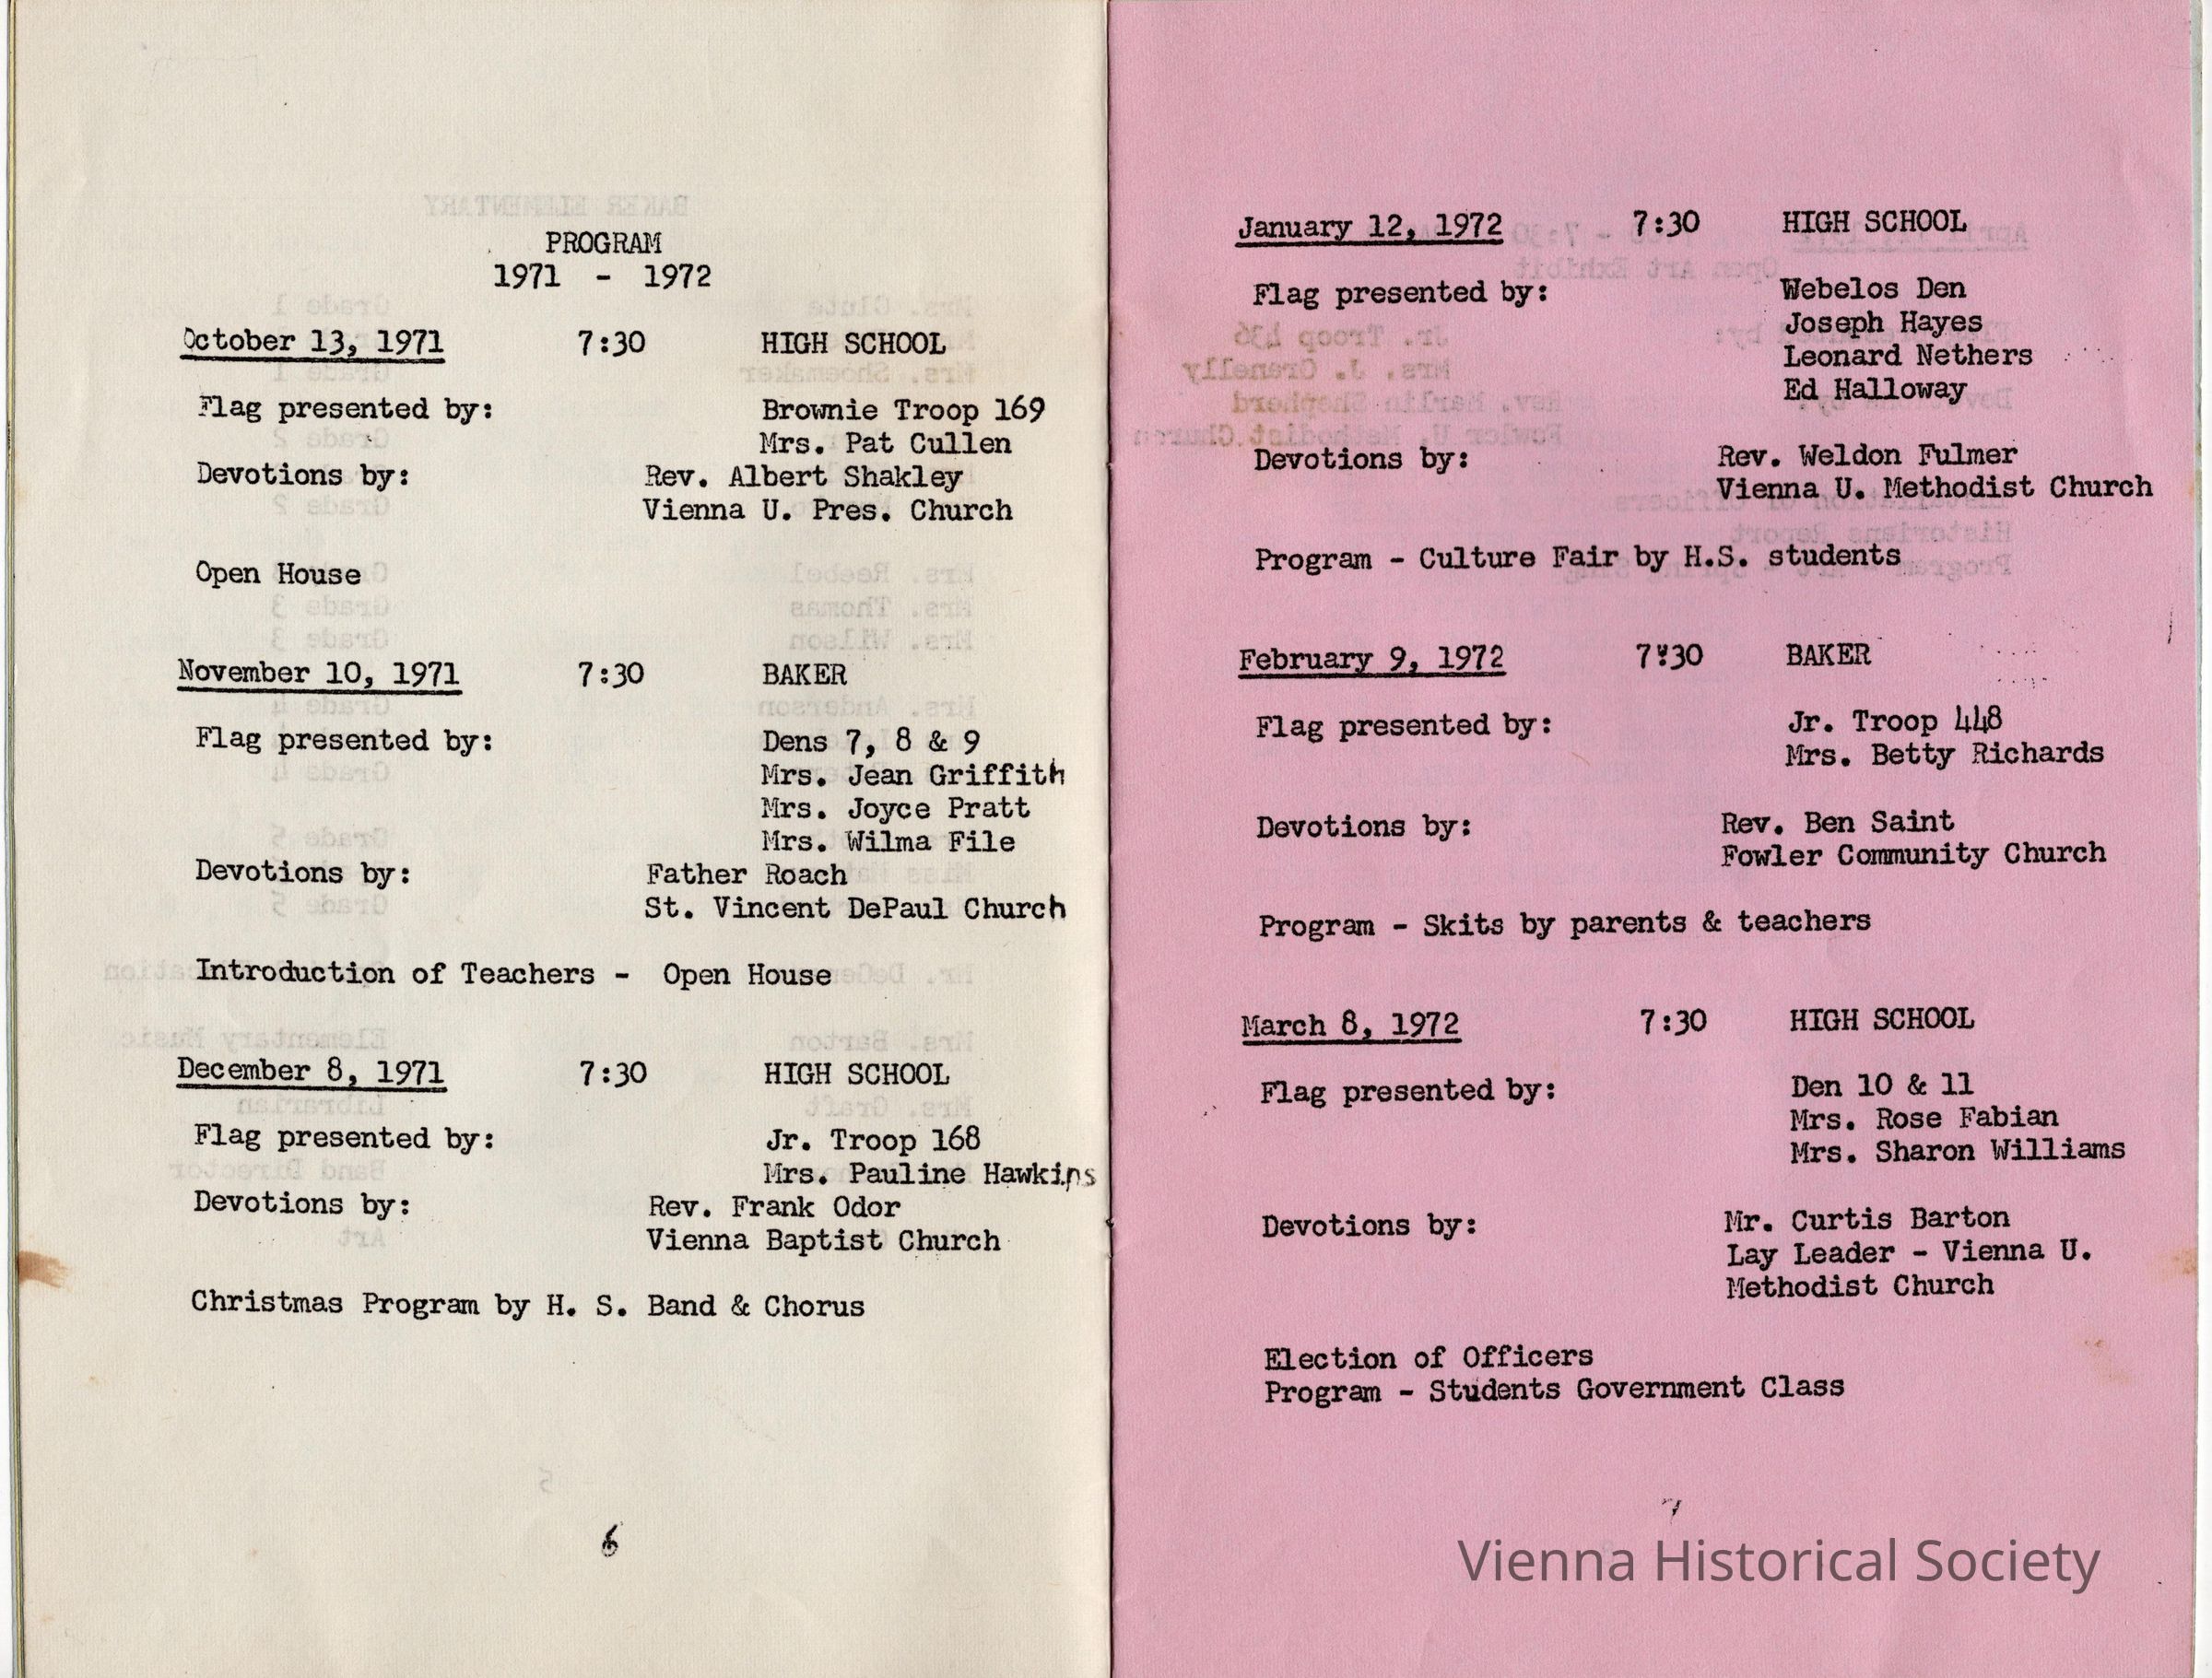 PROGRAM
1971 - 1972
October 13, 1971 7:30 HIGH SCHOOL
Flag presented by: Brownie Troop 169
Mrs. Pat Cullen
Devotions by: Rev. Albert Shakley
Vienna U. Pres. Church
Open House
November 10, 1971 7:30 BAKER
Flag presented by: Dens 7, 8 & 9
Mrs. Jean Griffith
Mrs. Joyce Pratt
Mrs. Wilma File
Devotions by: Father Roach
St. Vincent DePaul Church
Introduction of Teachers - Open House
December 8, 1971 7:30 HIGH SCHOOL
Flag presented by: Jr. Troop 168
Mrs. Pauline Hawkins
Devotions by: Rev. Frank Odor
Vienna Baptist Church
Christmas Program by H. S. Band & Chorus
6
January 12, 1972 7:30 HIGH SCHOOL
Flag presented by: Webelos Den
Joseph Hayes
Leonard Nethers
Ed Halloway
Devotions by: Rev. Weldon Fulmer
Vienna U. Methodist Church
Program - Culture Fair by H.S. students
February 9, 1972 7:30 BAKER
Flag presented by: Jr. Troop 448
Mrs. Betty Richards
Devotions by: Rev. Ben Saint
Fowler Community Church
Program - Skits by parents & teachers
March 8, 1972 7:30 HIGH SCHOOL
Flag presented by: Den 10 & 11
Mrs. Rose Fabian
Mrs. Sharon Williams
Devotions by: Mr. Curtis Barton
Lay Leader - Vienna U.
Methodist Church
Election of Officers
Program - Students Government Class
7
Vienna Historical Society